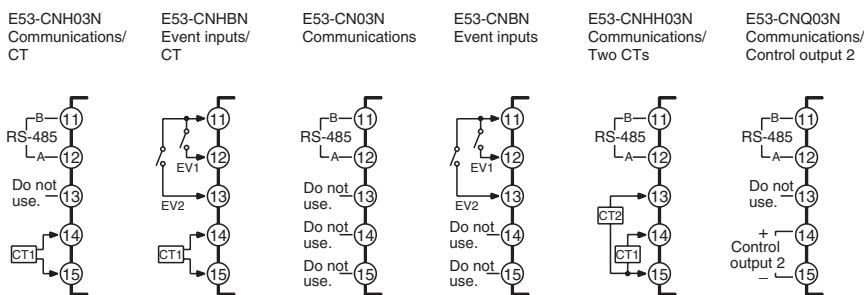 E53-CNH03N
Communications/
CT
E53-CNHBN
Event inputs/
CT
E53-CN03N
Communications
E53-CNBN
Event inputs
E53-CNHH03N
Communications/
Two CTs
E53-CNQ03N
Communications/
Control output 2
B
11
RS-485
A
12
Do not
use.
13
14
CT1
15
11
12
EV1
13
EV2
14
CT1
15
B
11
RS-485
A
12
Do not
use.
13
Do not
use.
14
Do not
use.
15
11
12
EV1
13
EV2
Do not
use.
14
Do not
use.
15
B
11
RS-485
A
12
13
CT2
14
CT1
15
B
11
RS-485
A
12
Do not
use.
13
+
14
Control
output 2
−
15